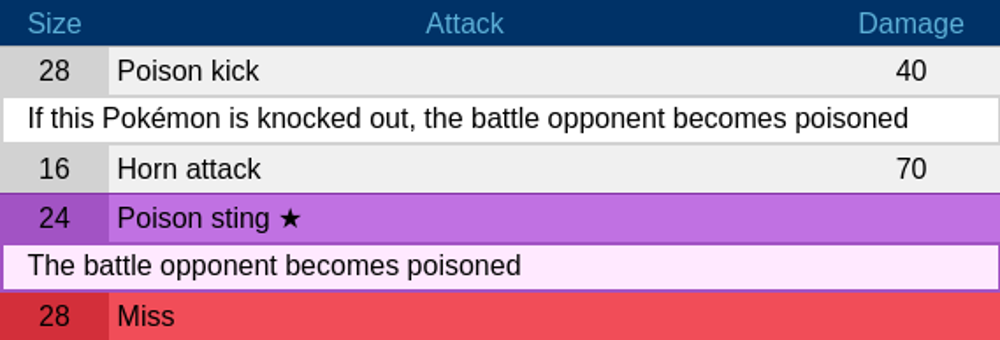 Size Attack Damage
28 Poison kick 40
If this Pokémon is knocked out, the battle opponent becomes poisoned
16 Horn attack 70
24 Poison sting ★
The battle opponent becomes poisoned
28 Miss